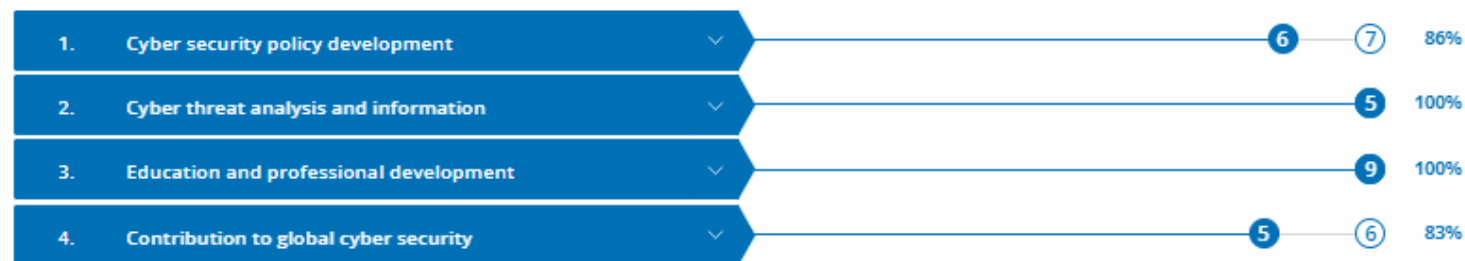 1. Cyber security policy development 6 7 86%
2. Cyber threat analysis and information 5 100%
3. Education and professional development 9 100%
4. Contribution to global cyber security 5 6 83%